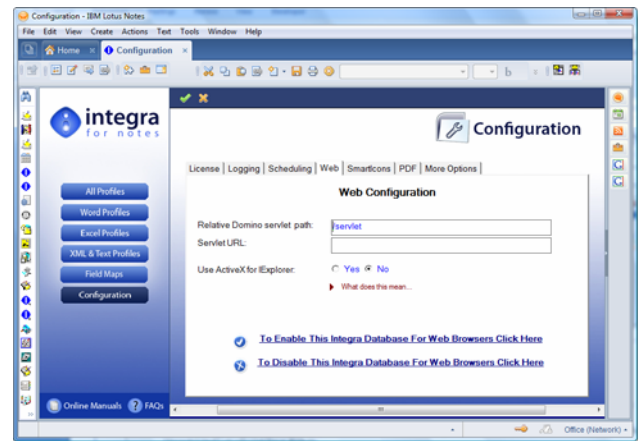 Configuration - IBM Lotus Notes
File Edit View Create Actions Text Tools Window Help
Home Configuration
b
integra
for notes
Configuration
License | Logging | Scheduling | Web | SmartIcons | PDF | More Options |
Web Configuration
All Profiles
Word Profiles
Excel Profiles
XML & Text Profiles
Field Maps
Configuration
Relative Domino servlet path: /servlet
Servlet URL:
Use ActiveX for IExplorer: Yes No
What does this mean...
To Enable This Integra Database For Web Browsers Click Here
To Disable This Integra Database For Web Browsers Click Here
Online Manuals FAQs
Office (Network)